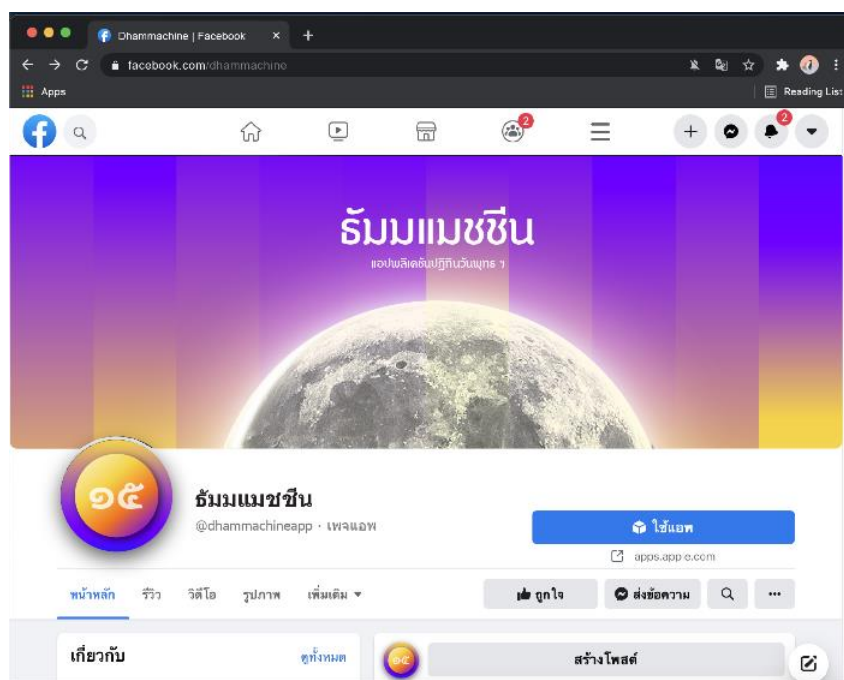 Dhammachine | Facebook
facebook.com/dhammachine
Apps
Reading List
2
2
ธัมมแมชชีน
แอปพลิเคชันปฏิทินวันพุทธ ๆ
๑๕
ธัมมแมชชีน
@dhammachineapp · เพจแอพ
ใช้แอพ
apps.apple.com
หน้าหลัก รีวิว วิดีโอ รูปภาพ เพิ่มเติม
ถูกใจ ส่งข้อความ
เกี่ยวกับ ดูทั้งหมด
๑๕
สร้างโพสต์